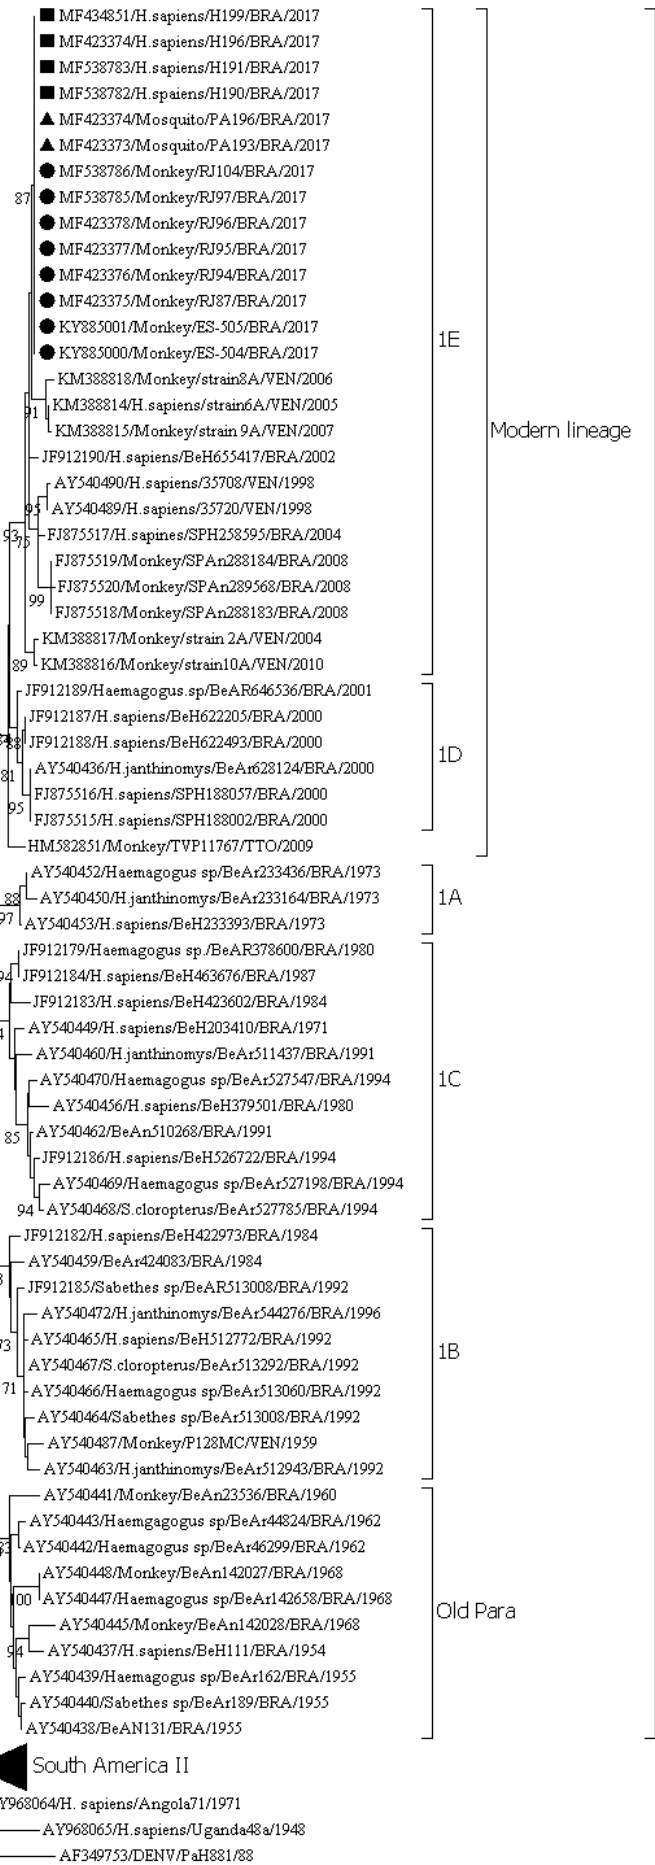 MF434851/H.sapiens/H199/BRA/2017
MF423374/H.sapiens/H196/BRA/2017
MF538783/H.sapiens/H191/BRA/2017
MF538782/H.spaiens/H190/BRA/2017
MF423374/Mosquito/PA196/BRA/2017
MF423373/Mosquito/PA193/BRA/2017
MF538786/Monkey/RJ104/BRA/2017
87
MF538785/Monkey/RJ97/BRA/2017
MF423378/Monkey/RJ96/BRA/2017
MF423377/Monkey/RJ95/BRA/2017
MF423376/Monkey/RJ94/BRA/2017
MF423375/Monkey/RJ87/BRA/2017
KY885001/Monkey/ES-505/BRA/2017
1E
KY885000/Monkey/ES-504/BRA/2017
KM388818/Monkey/strain8A/VEN/2006
KM388814/H.sapiens/strain6A/VEN/2005
91
KM388815/Monkey/strain 9A/VEN/2007
Modern lineage
JF912190/H.sapiens/BeH655417/BRA/2002
AY540490/H.sapiens/35708/VEN/1998
95
AY540489/H.sapiens/35720/VEN/1998
93
75
FJ875517/H.sapines/SPH258595/BRA/2004
FJ875519/Monkey/SPAn288184/BRA/2008
FJ875520/Monkey/SPAn289568/BRA/2008
99
FJ875518/Monkey/SPAn288183/BRA/2008
KM388817/Monkey/strain 2A/VEN/2004
89
KM388816/Monkey/strain10A/VEN/2010
JF912189/Haemagogus.sp/BeAR646536/BRA/2001
JF912187/H.sapiens/BeH622205/BRA/2000
88
JF912188/H.sapiens/BeH622493/BRA/2000
1D
81
AY540436/H.janthinomys/BeAr628124/BRA/2000
95
FJ875516/H.sapiens/SPH188057/BRA/2000
FJ875515/H.sapiens/SPH188002/BRA/2000
HM582851/Monkey/TVP11767/TTO/2009
AY540452/Haemagogus sp/BeAr233436/BRA/1973
88
AY540450/H.janthinomys/BeAr233164/BRA/1973
1A
97
AY540453/H.sapiens/BeH233393/BRA/1973
JF912179/Haemagogus sp./BeAR378600/BRA/1980
94
JF912184/H.sapiens/BeH463676/BRA/1987
JF912183/H.sapiens/BeH423602/BRA/1984
4
AY540449/H.sapiens/BeH203410/BRA/1971
AY540460/H.janthinomys/BeAr511437/BRA/1991
AY540470/Haemagogus sp/BeAr527547/BRA/1994
1C
AY540456/H.sapiens/BeH379501/BRA/1980
85
AY540462/BeAn510268/BRA/1991
JF912186/H.sapiens/BeH526722/BRA/1994
AY540469/Haemagogus sp/BeAr527198/BRA/1994
94
AY540468/S.cloropterus/BeAr527785/BRA/1994
JF912182/H.sapiens/BeH422973/BRA/1984
AY540459/BeAr424083/BRA/1984
JF912185/Sabethes sp/BeAR513008/BRA/1992
AY540472/H.janthinomys/BeAr544276/BRA/1996
73
AY540465/H.sapiens/BeH512772/BRA/1992
1B
AY540467/S.cloropterus/BeAr513292/BRA/1992
71
AY540466/Haemagogus sp/BeAr513060/BRA/1992
AY540464/Sabethes sp/BeAr513008/BRA/1992
AY540487/Monkey/P128MC/VEN/1959
AY540463/H.janthinomys/BeAr512943/BRA/1992
AY540441/Monkey/BeAn23536/BRA/1960
AY540443/Haemgagogus sp/BeAr44824/BRA/1962
AY540442/Haemagogus sp/BeAr46299/BRA/1962
AY540448/Monkey/BeAn142027/BRA/1968
00
AY540447/Haemagogus sp/BeAr142658/BRA/1968
Old Para
AY540445/Monkey/BeAn142028/BRA/1968
94
AY540437/H.sapiens/BeH111/BRA/1954
AY540439/Haemagogus sp/BeAr162/BRA/1955
AY540440/Sabethes sp/BeAr189/BRA/1955
AY540438/BeAN131/BRA/1955
South America II
Y968064/H. sapiens/Angola71/1971
AY968065/H.sapiens/Uganda48a/1948
AF349753/DENV/PaH881/88